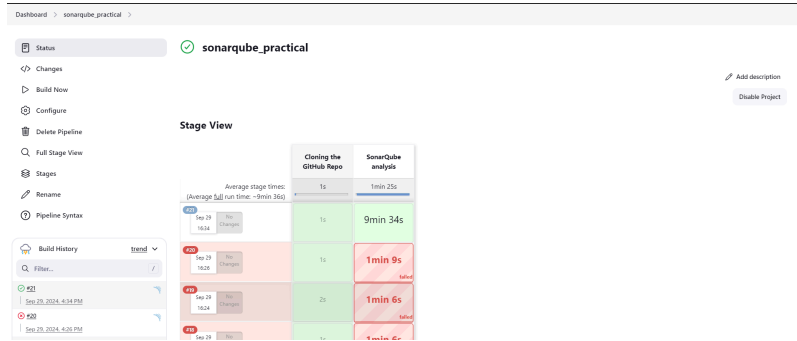 Dashboard > sonarqube_practical >
Status
</> Changes
Build Now
Configure
Delete Pipeline
Full Stage View
Stages
Rename
Pipeline Syntax
Build History trend
Filter... /
#21
Sep 29, 2024, 4:34 PM
#20
Sep 29, 2024, 4:26 PM
sonarqube_practical
Add description
Disable Project
Stage View
Cloning the GitHub Repo
SonarQube analysis
Average stage times:
(Average full run time: ~9min 36s)
1s
1min 25s
#21
Sep 29
No Changes
1s
9min 34s
#20
Sep 29
16:26
No Changes
1s
1min 9s
failed
#19
Sep 29
16:24
No Changes
2s
1min 6s
failed
#18
Sep 29
No
1s
1min 6s